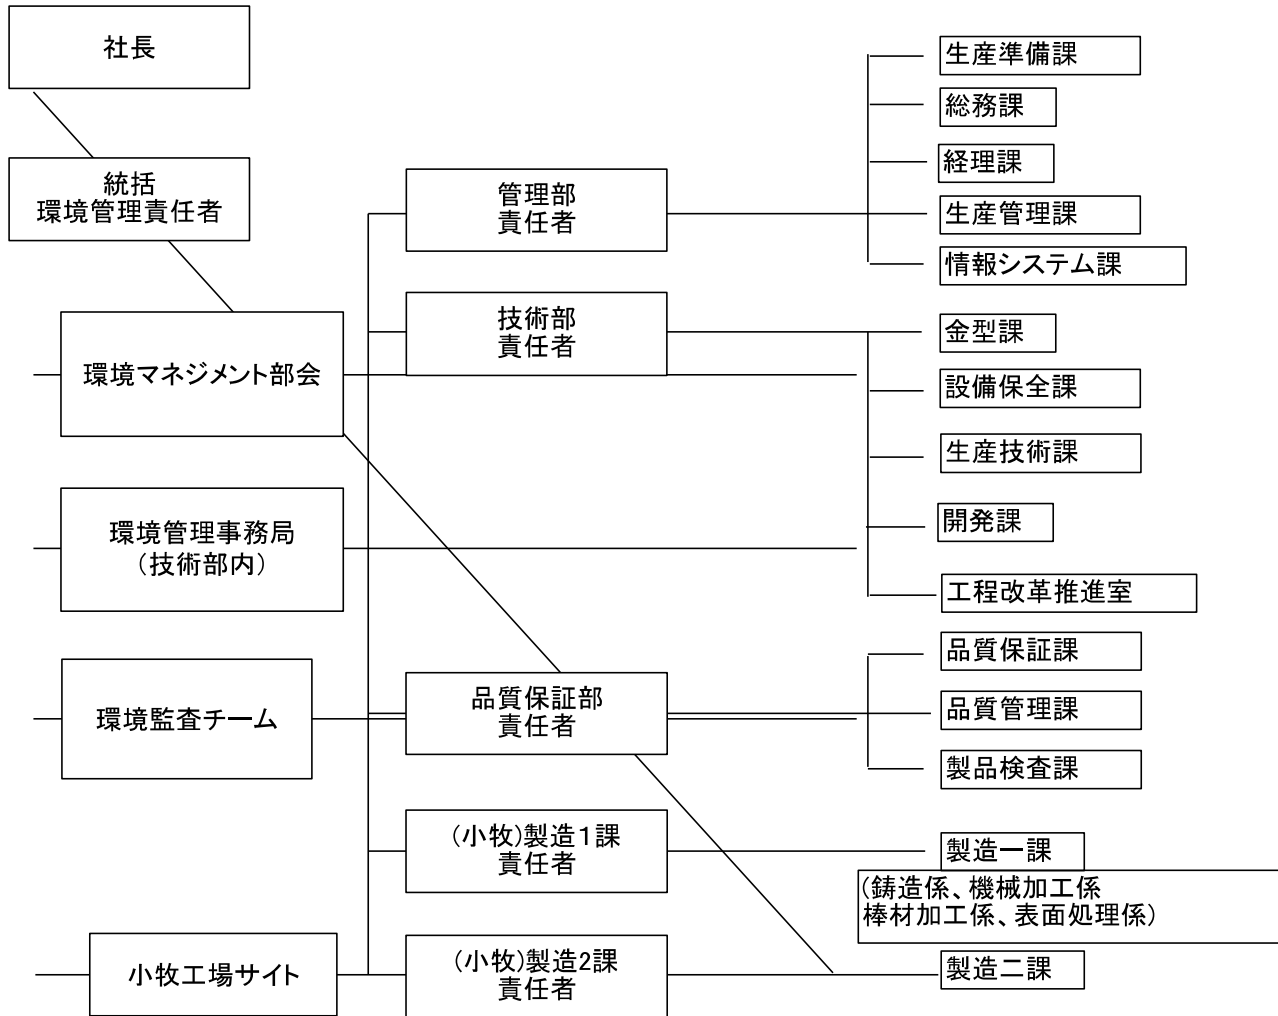 社長
統括
環境管理責任者
環境マネジメント部会
環境管理事務局
(技術部内)
環境監査チーム
小牧工場サイト
管理部
責任者
技術部
責任者
品質保証部
責任者
(小牧)製造1課
責任者
(小牧)製造2課
責任者
生産準備課
総務課
経理課
生産管理課
情報システム課
金型課
設備保全課
生産技術課
開発課
工程改革推進室
品質保証課
品質管理課
製品検査課
製造一課
(鋳造係、機械加工係
棒材加工係、表面処理係)
製造二課